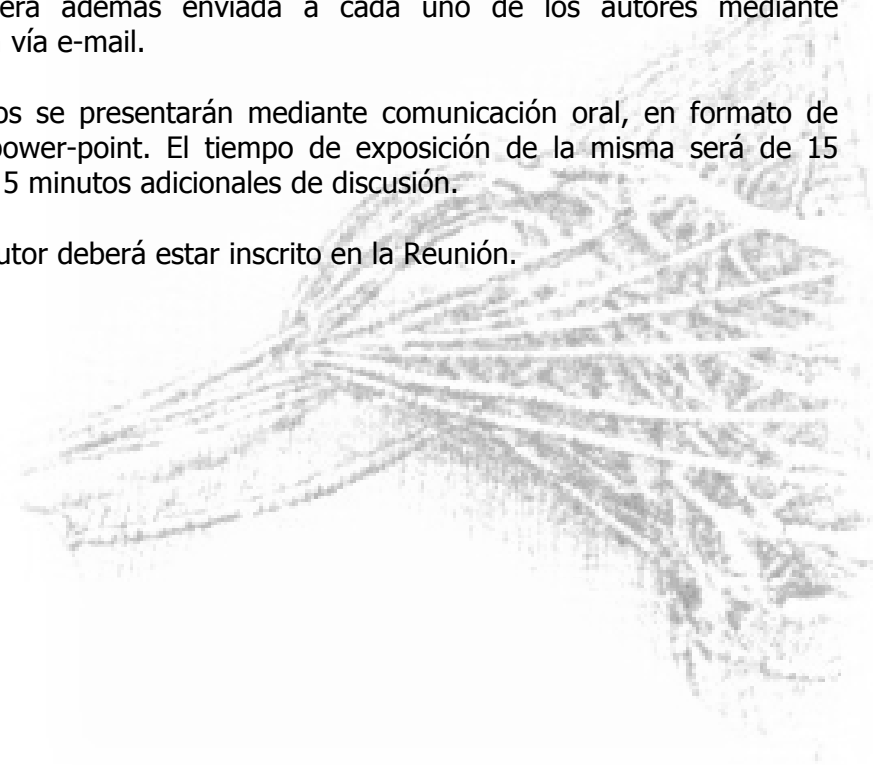 erá además enviada a cada uno de los autores mediante
vía e-mail.
os se presentarán mediante comunicación oral, en formato de
power-point. El tiempo de exposición de la misma será de 15
5 minutos adicionales de discusión.
utor deberá estar inscrito en la Reunión.